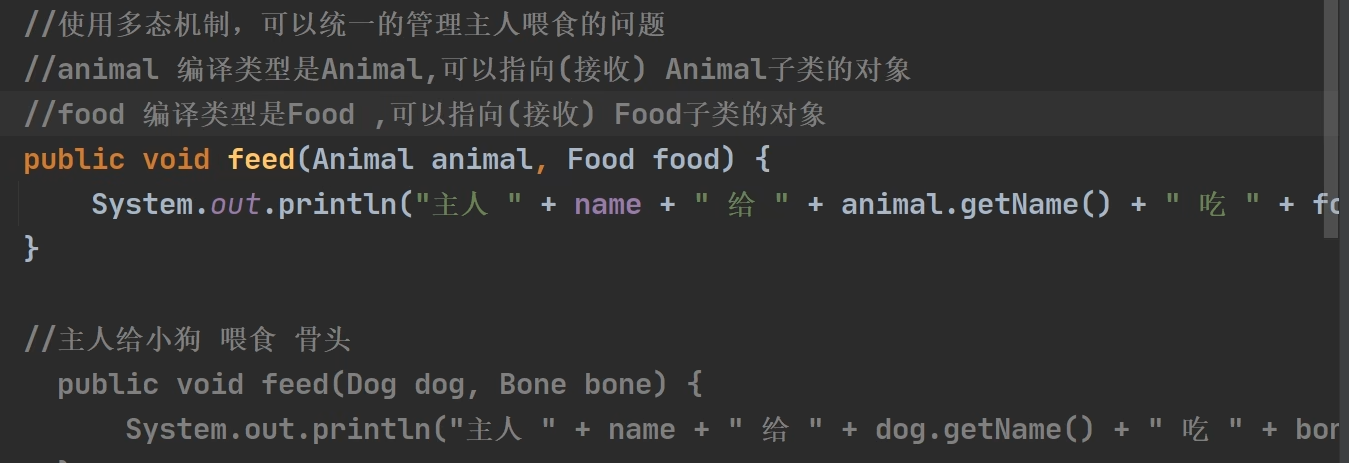 //使用多态机制，可以统一的管理主人喂食的问题
//animal 编译类型是Animal,可以指向(接收) Animal子类的对象
//food 编译类型是Food ,可以指向(接收) Food子类的对象
public void feed(Animal animal, Food food) {
    System.out.println("主人 " + name + " 给 " + animal.getName() + " 吃 " + fo
}
//主人给小狗 喂食 骨头
  public void feed(Dog dog, Bone bone) {
      System.out.println("主人 " + name + " 给 " + dog.getName() + " 吃 " + bon